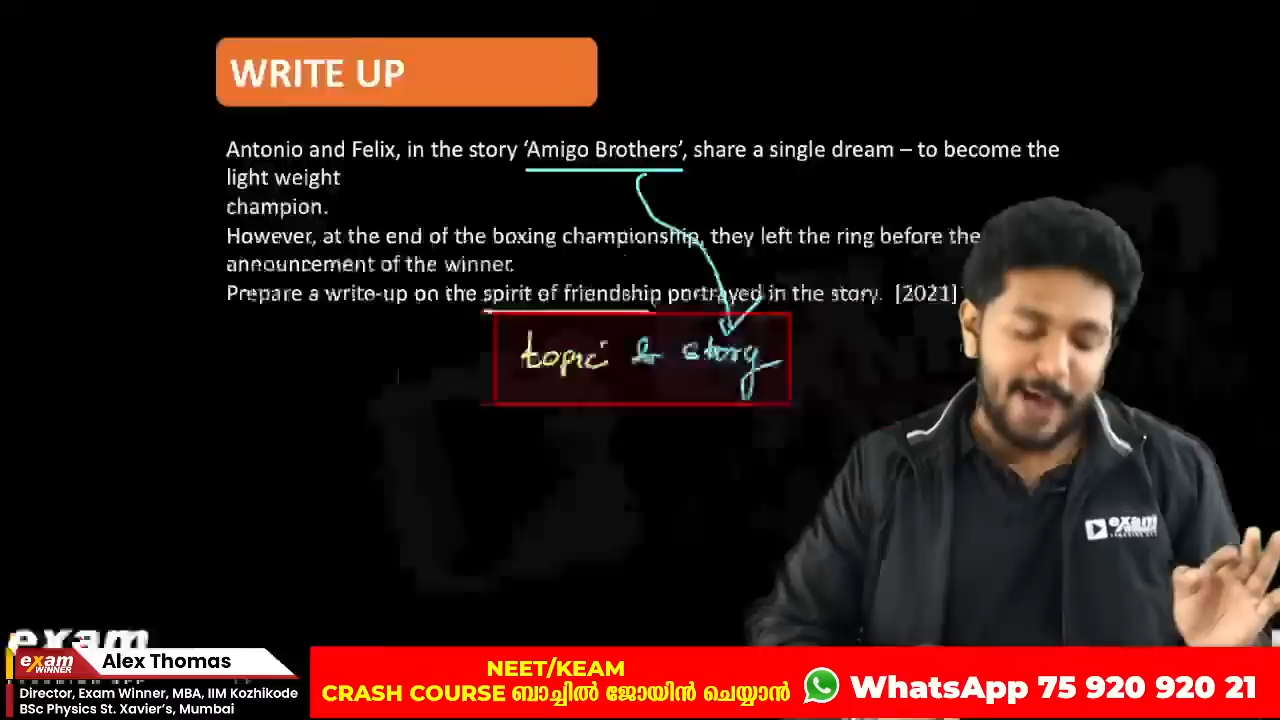 WRITE UP
Antonio and Felix, in the story ‘Amigo Brothers’, share a single dream – to become the
light weight
champion.
However, at the end of the boxing championship, they left the ring before the
announcement of the winner.
Prepare a write-up on the spirit of friendship portrayed in the story. [2021]
topic & story
exam
exam
exam
WINNER
Alex Thomas
Director, Exam Winner, MBA, IIM Kozhikode
BSc Physics St. Xavier’s, Mumbai
NEET/KEAM
CRASH COURSE ബാച്ചിൽ ജോയിൻ ചെയ്യാൻ
WhatsApp 75 920 920 21